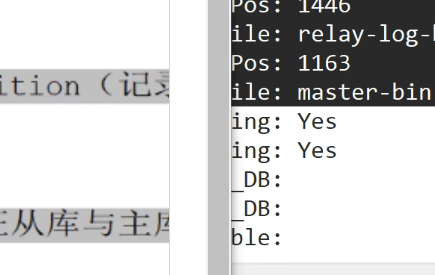 ition（记录
从库与主库
Pos: 1446
ile: relay-log-
Pos: 1163
ile: master-bin
ing: Yes
ing: Yes
_DB:
_DB:
ble: